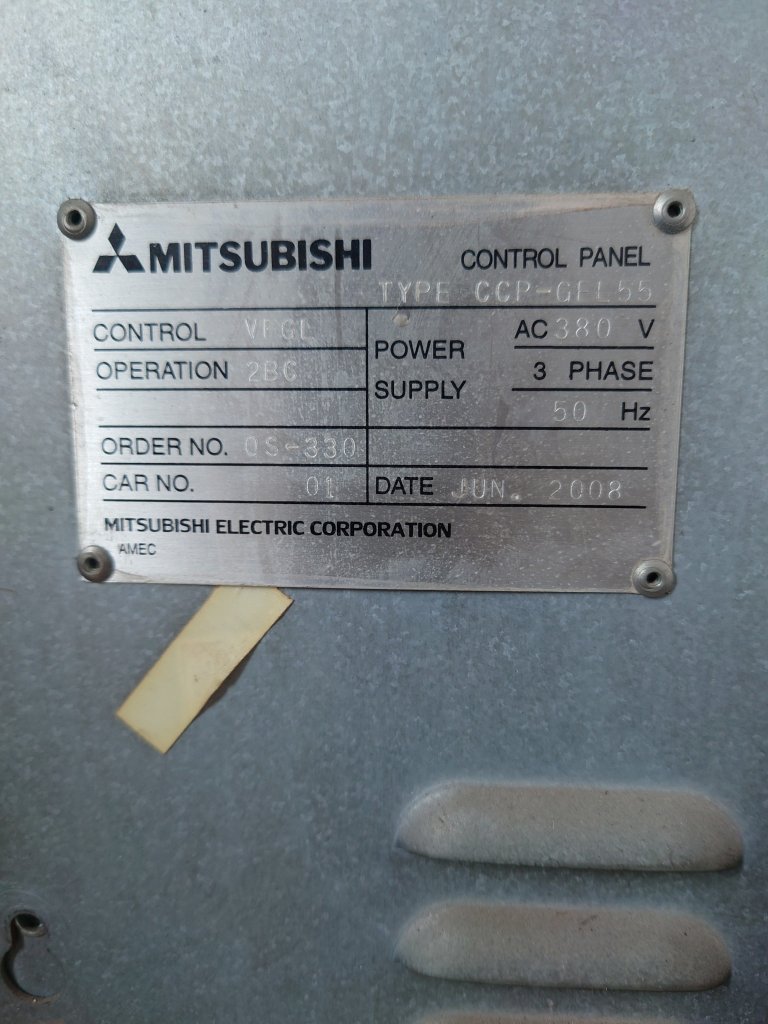 MITSUBISHI CONTROL PANEL
TYPE CCP-GFL55
CONTROL VFGL
POWER SUPPLY
AC 380 V
OPERATION 2BC
3 PHASE
50 Hz
ORDER NO. OS-330
CAR NO. 01
DATE JUN. 2008
MITSUBISHI ELECTRIC CORPORATION
AMEC